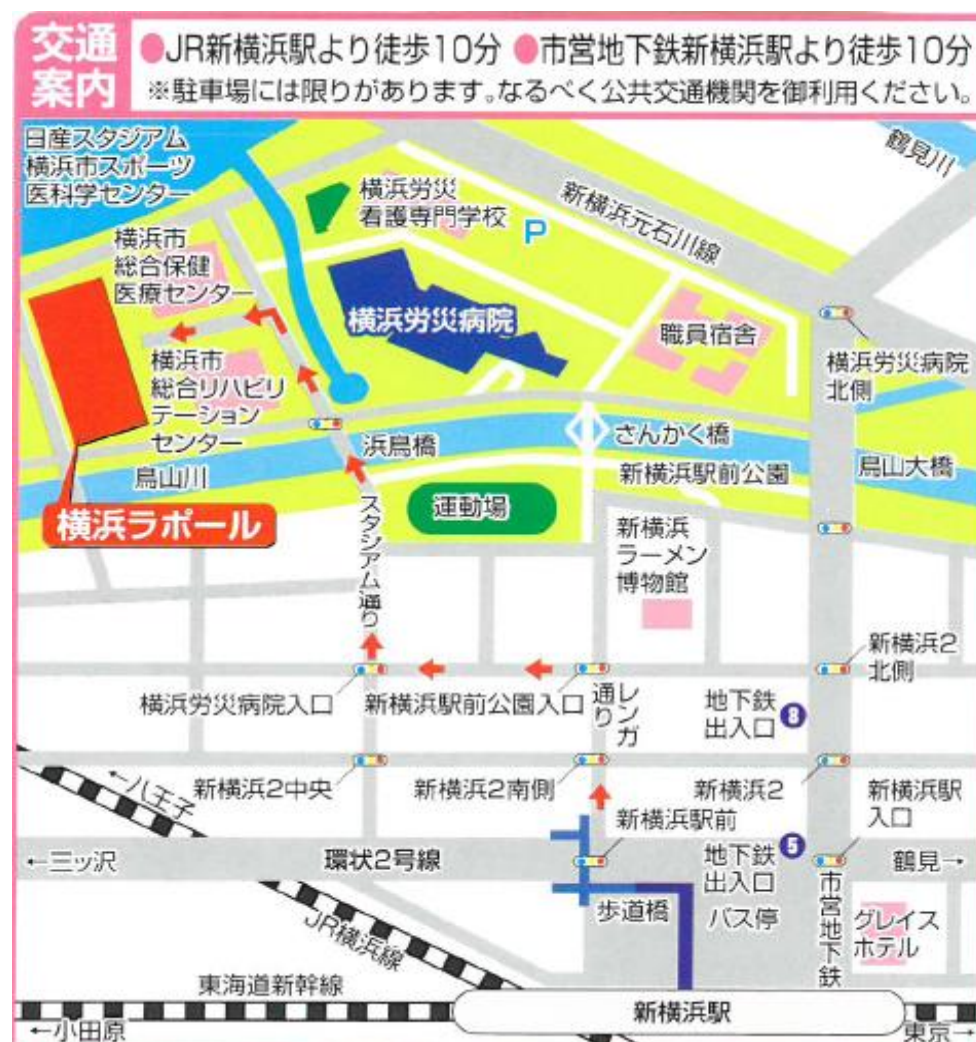 交通
案内
●JR新横浜駅より徒歩10分 ●市営地下鉄新横浜駅より徒歩10分
※駐車場には限りがあります。なるべく公共交通機関を御利用ください。
日産スタジアム
横浜市スポーツ
医科学センター
鶴見川
横浜労災
看護専門学校
P
新横浜元石川線
横浜市
総合保健
医療センター
横浜労災病院
職員宿舎
横浜労災病院
北側
横浜市
総合リハビリ
テーション
センター
浜鳥橋
さんかく橋
鳥山川
新横浜駅前公園
鳥山大橋
横浜ラポール
運動場
スタジアム通り
新横浜
ラーメン
博物館
新横浜2
北側
横浜労災病院入口
新横浜駅前公園入口
レンガ
通り
地下鉄
出入口
8
←八王子
新横浜2中央
新横浜2南側
新横浜2
新横浜駅
入口
新横浜駅前
←三ッ沢
環状2号線
地下鉄
出入口
5
鶴見→
歩道橋
バス停
市営地下鉄
グレイス
ホテル
JR横浜線
東海道新幹線
新横浜駅
←小田原
東京→